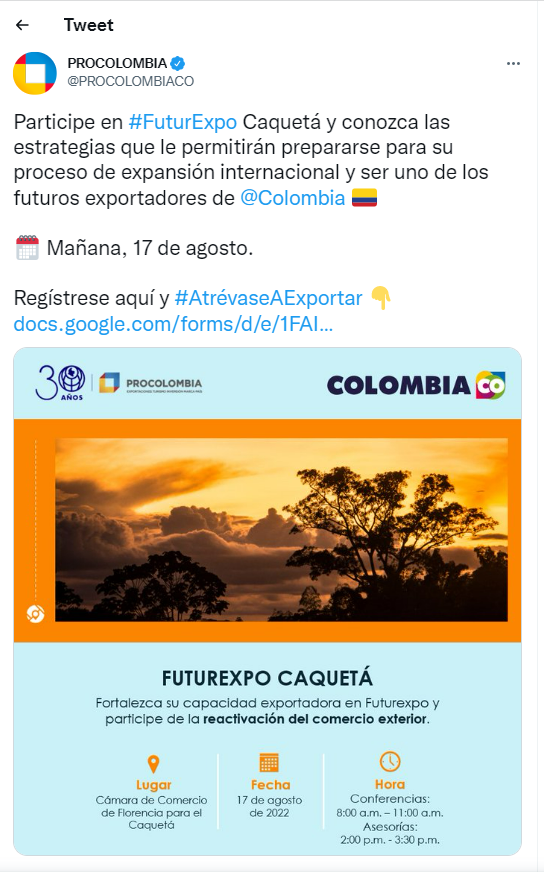 Tweet
PROCOLOMBIA
@PROCOLOMBIACO
Participe en #FuturExpo Caquetá y conozca las
estrategias que le permitirán prepararse para su
proceso de expansión internacional y ser uno de los
futuros exportadores de @Colombia
Mañana, 17 de agosto.
Regístrese aquí y #AtrévaseAExportar
docs.google.com/forms/d/e/1FAI...
30 AÑOS
PROCOLOMBIA
EXPORTACIONES TURISMO INVERSIÓN MARCA PAÍS
COLOMBIA CO
FUTUREXPO CAQUETÁ
Fortalezca su capacidad exportadora en Futurexpo y
participe de la reactivación del comercio exterior.
Lugar
Cámara de Comercio
de Florencia para el
Caquetá
Fecha
17 de agosto
de 2022
Hora
Conferencias:
8:00 a.m. – 11:00 a.m.
Asesorías:
2:00 p.m. - 3:30 p.m.